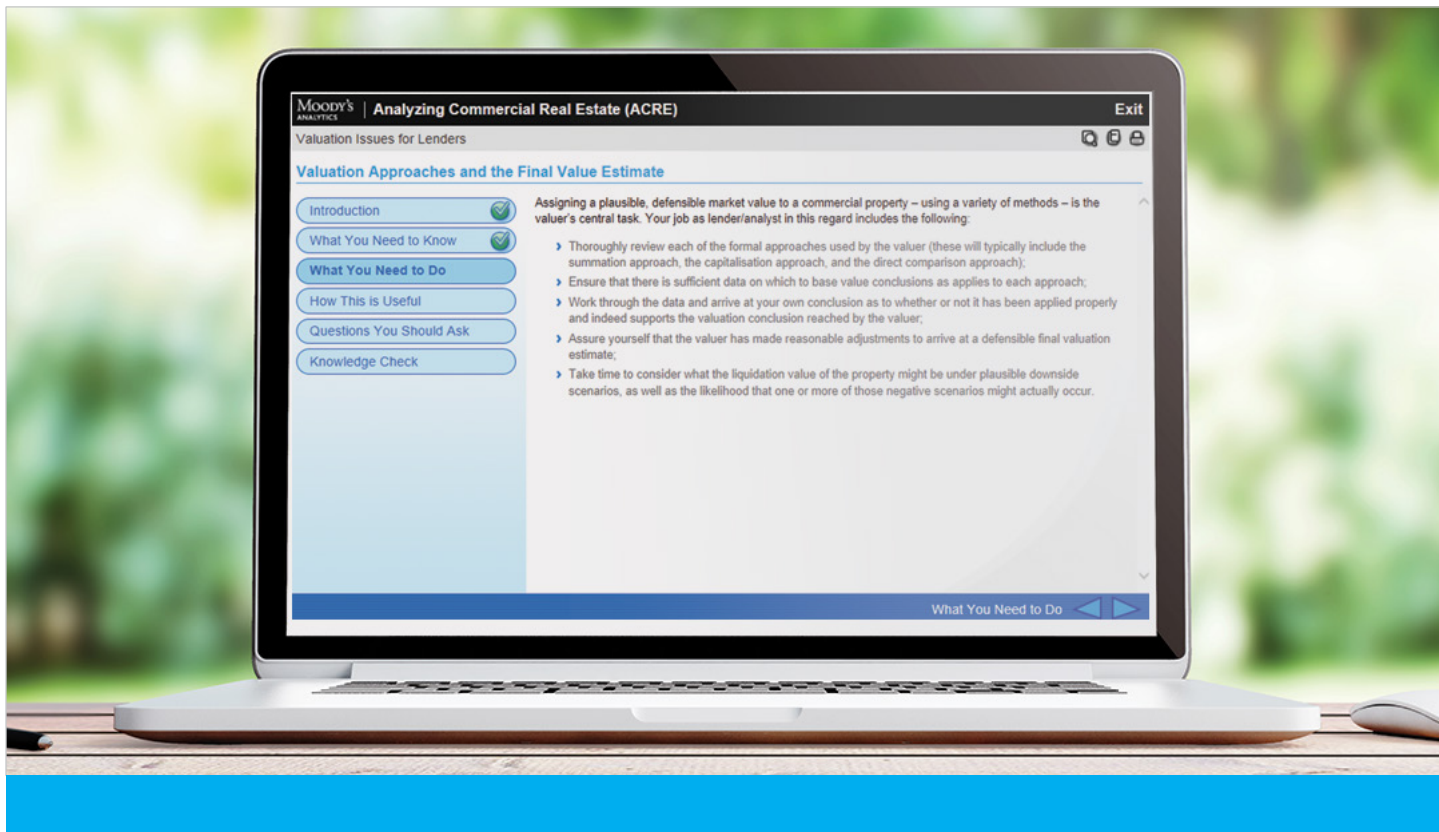 MOODY'S
ANALYTICS
Analyzing Commercial Real Estate (ACRE)
Exit
Valuation Issues for Lenders
Valuation Approaches and the Final Value Estimate
Introduction
What You Need to Know
What You Need to Do
How This is Useful
Questions You Should Ask
Knowledge Check
Assigning a plausible, defensible market value to a commercial property – using a variety of methods – is the
valuer's central task. Your job as lender/analyst in this regard includes the following:
Thoroughly review each of the formal approaches used by the valuer (these will typically include the
summation approach, the capitalisation approach, and the direct comparison approach);
Ensure that there is sufficient data on which to base value conclusions as applies to each approach;
Work through the data and arrive at your own conclusion as to whether or not it has been applied properly
and indeed supports the valuation conclusion reached by the valuer;
Assure yourself that the valuer has made reasonable adjustments to arrive at a defensible final valuation
estimate;
Take time to consider what the liquidation value of the property might be under plausible downside
scenarios, as well as the likelihood that one or more of those negative scenarios might actually occur.
What You Need to Do